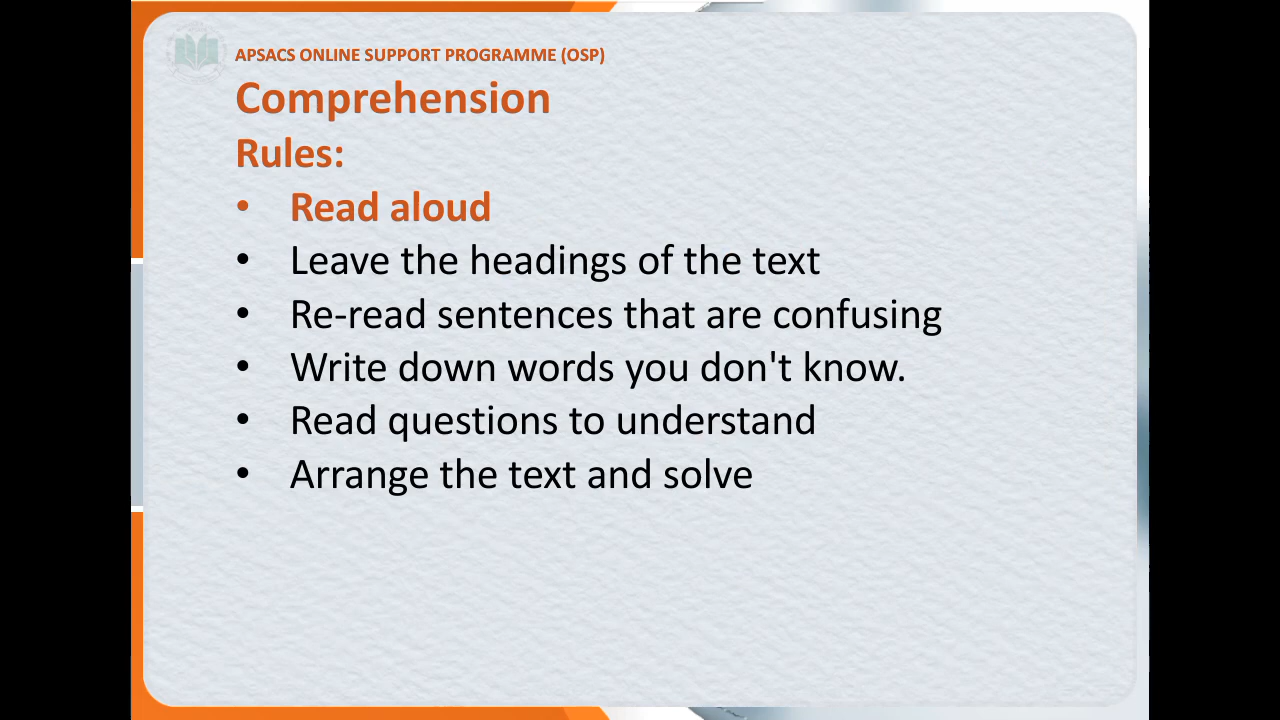 APSACS ONLINE SUPPORT PROGRAMME (OSP)
Comprehension
Rules:
• Read aloud
• Leave the headings of the text
• Re-read sentences that are confusing
• Write down words you don't know.
• Read questions to understand
• Arrange the text and solve